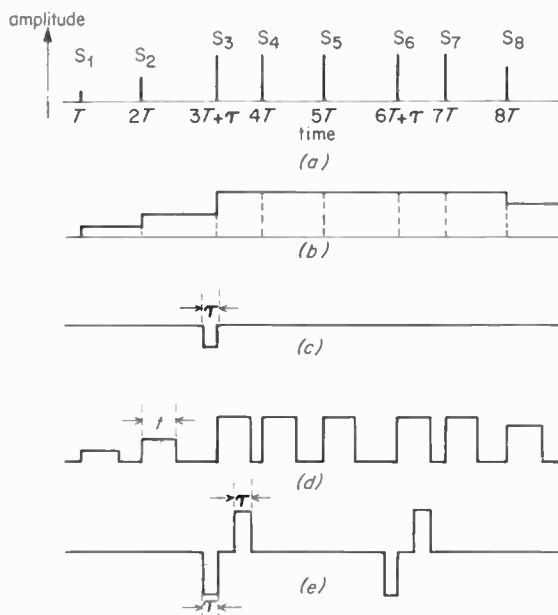 amplitude
S1 S2 S3 S4 S5 S6 S7 S8
T 2T 3T+τ 4T 5T 6T+τ 7T 8T
time
(a)
(b)
τ
(c)
t
(d)
τ
τ
(e)